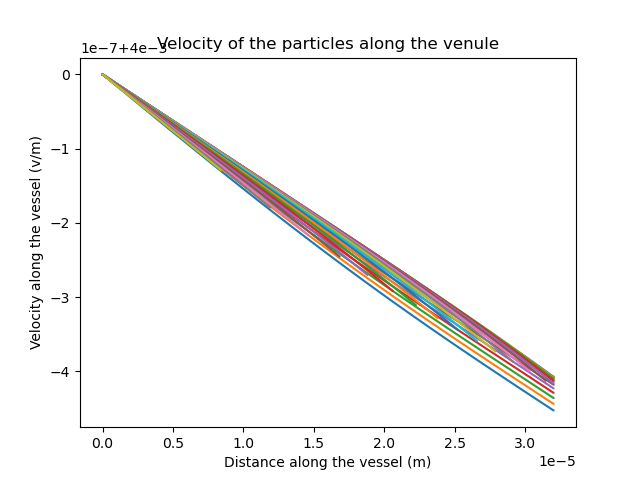 Velocity of the particles along the venule
1e−7+4e−3
0
−1
−2
−3
−4
Velocity along the vessel (v/m)
0.0 0.5 1.0 1.5 2.0 2.5 3.0
1e−5
Distance along the vessel (m)